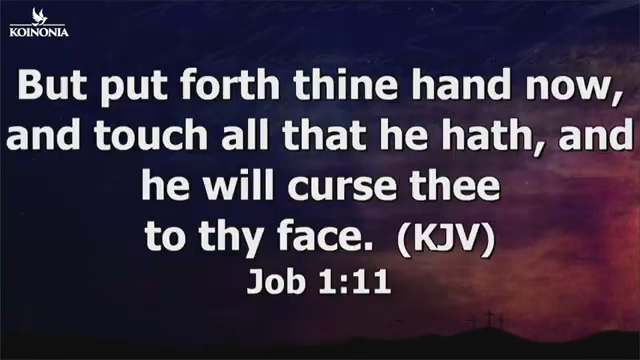 KOINONIA
But put forth thine hand now,
and touch all that he hath, and
he will curse thee
to thy face. (KJV)
Job 1:11